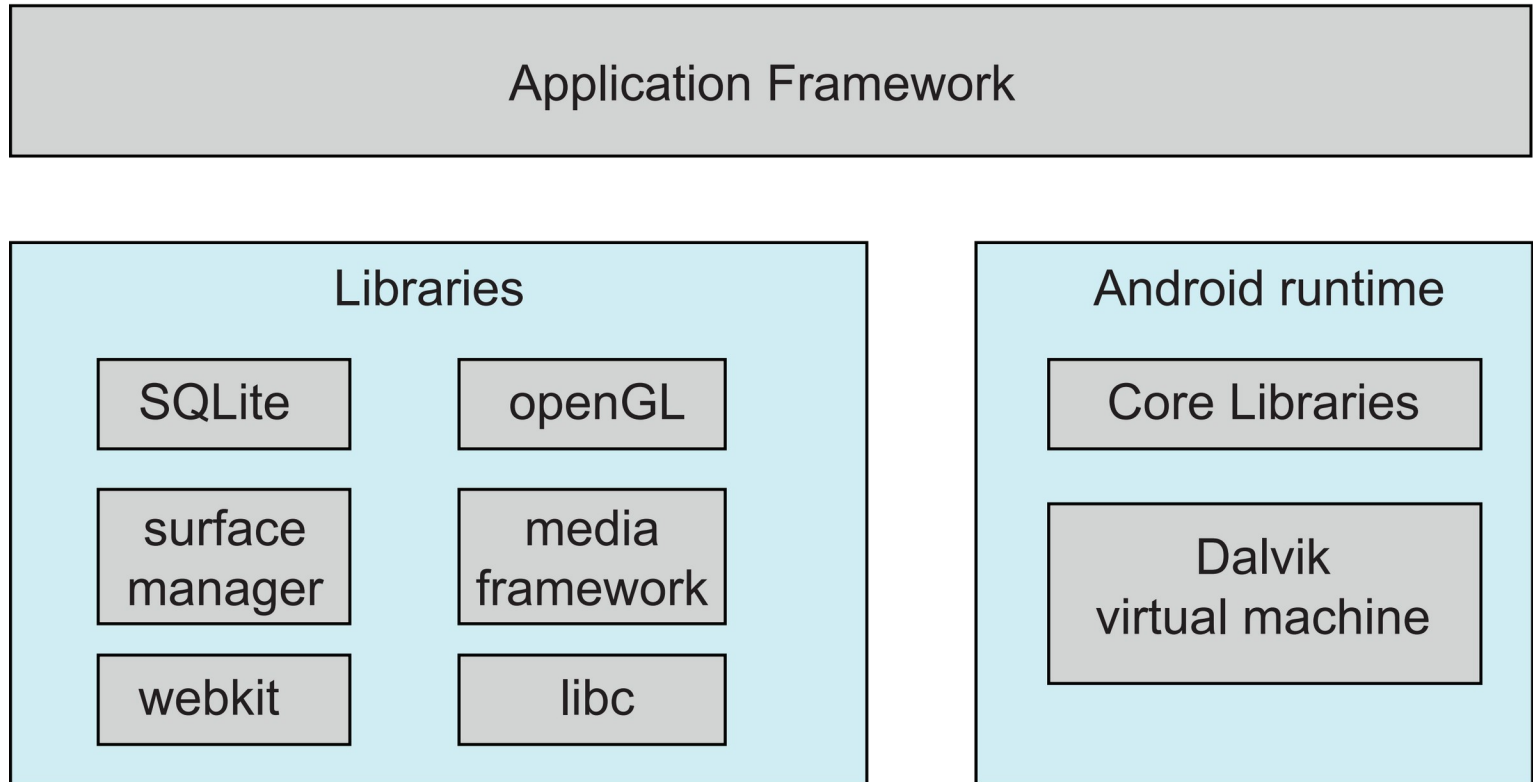 Application Framework
Libraries
SQLite
openGL
surface
manager
media
framework
webkit
libc
Android runtime
Core Libraries
Dalvik
virtual machine